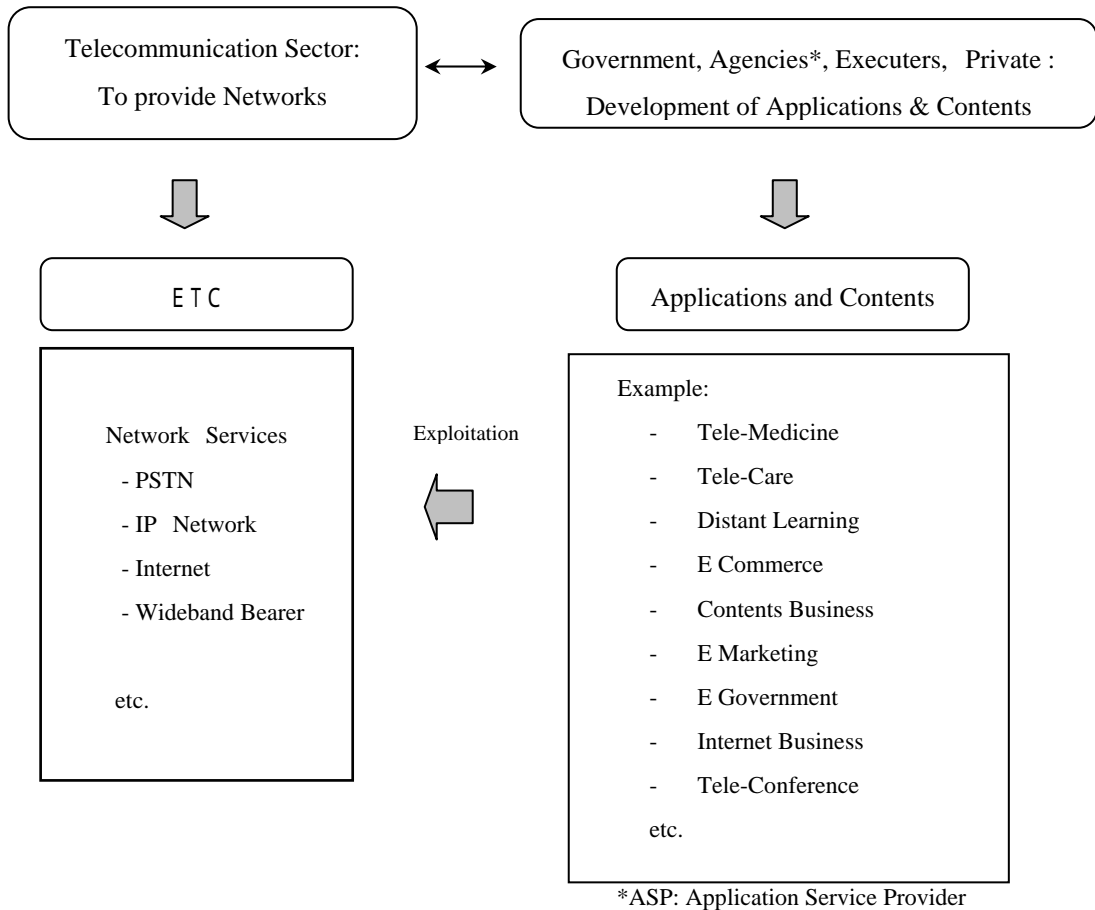 Telecommunication Sector:
To provide Networks
Government, Agencies*, Executers, Private :
Development of Applications & Contents
E T C
Applications and Contents
Network Services
- PSTN
- IP Network
- Internet
- Wideband Bearer
etc.
Exploitation
Example:
- Tele-Medicine
- Tele-Care
- Distant Learning
- E Commerce
- Contents Business
- E Marketing
- E Government
- Internet Business
- Tele-Conference
etc.
*ASP: Application Service Provider